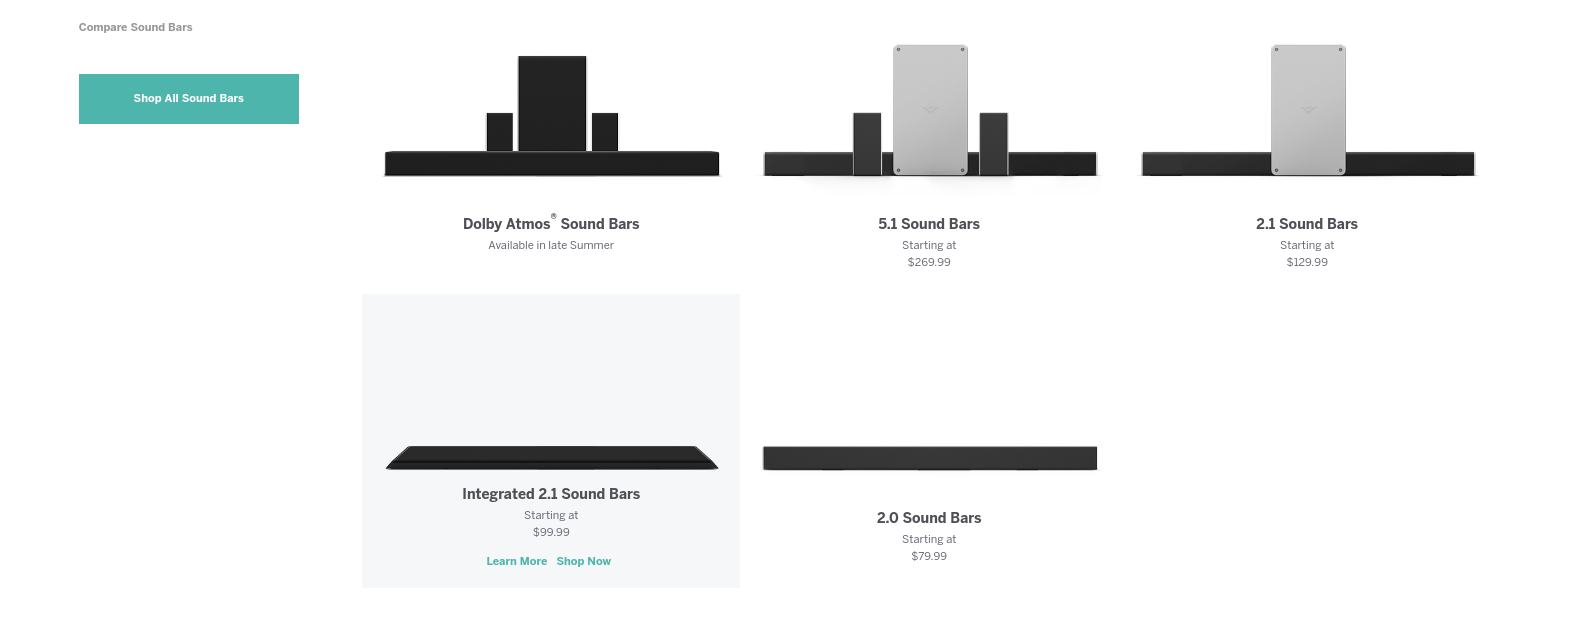 Compare Sound Bars
Shop All Sound Bars
Dolby Atmos® Sound Bars
Available in late Summer
5.1 Sound Bars
Starting at
$269.99
2.1 Sound Bars
Starting at
$129.99
Integrated 2.1 Sound Bars
Starting at
$99.99
Learn More Shop Now
2.0 Sound Bars
Starting at
$79.99